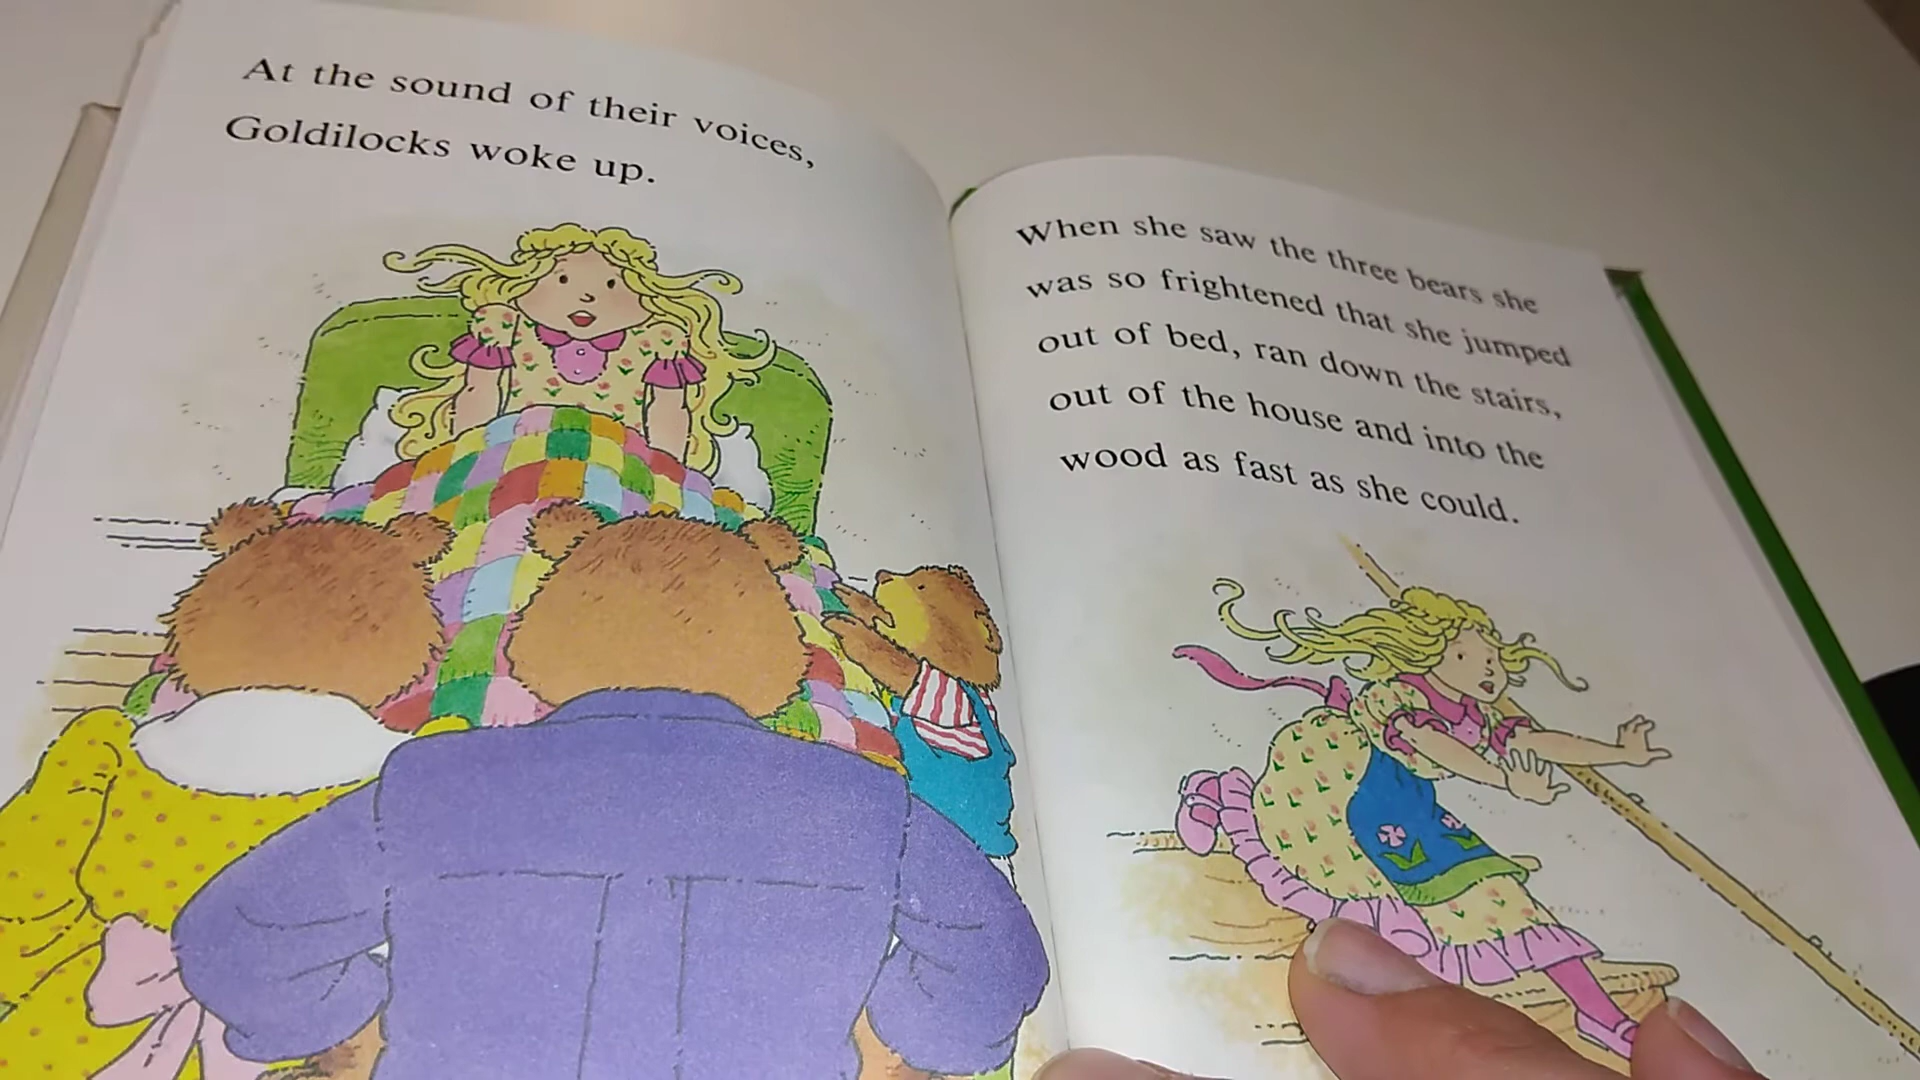 At the sound of their voices,
Goldilocks woke up.
When she saw the three bears she
was so frightened that she jumped
out of bed, ran down the stairs,
out of the house and into the
wood as fast as she could.